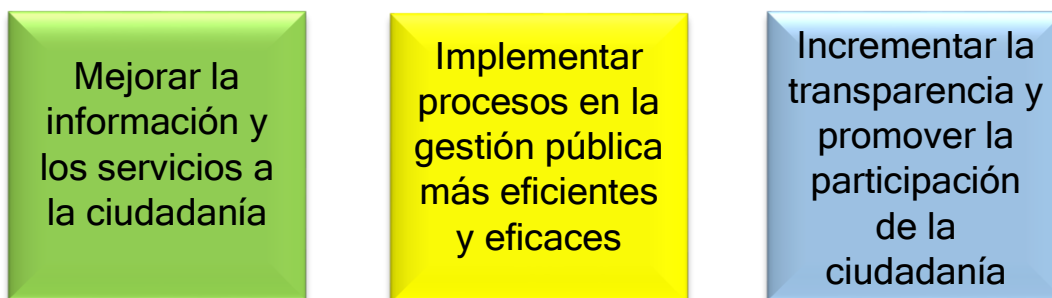 Mejorar la
información y
los servicios a
la ciudadanía
Implementar
procesos en la
gestión pública
más eficientes
y eficaces
Incrementar la
transparencia y
promover la
participación
de la
ciudadanía